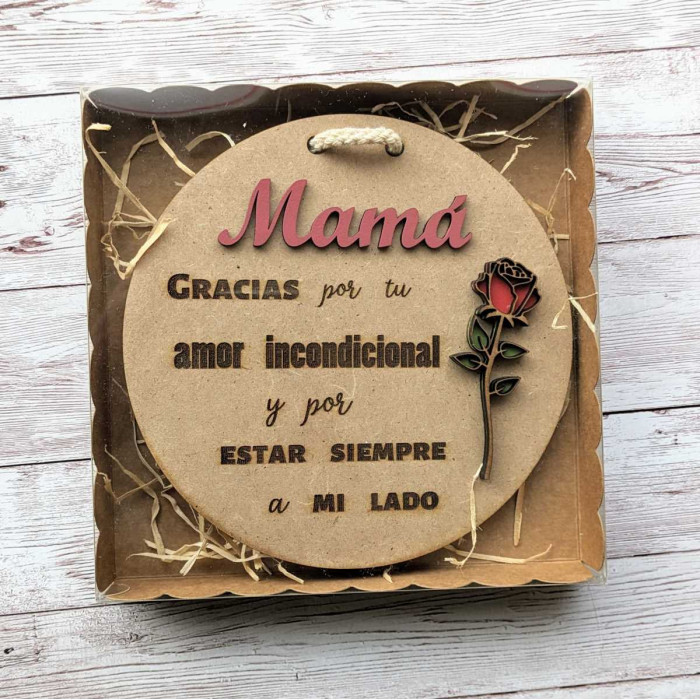 Mamá
GRACIAS por tu
amor incondicional
y por
ESTAR SIEMPRE
a MI LADO